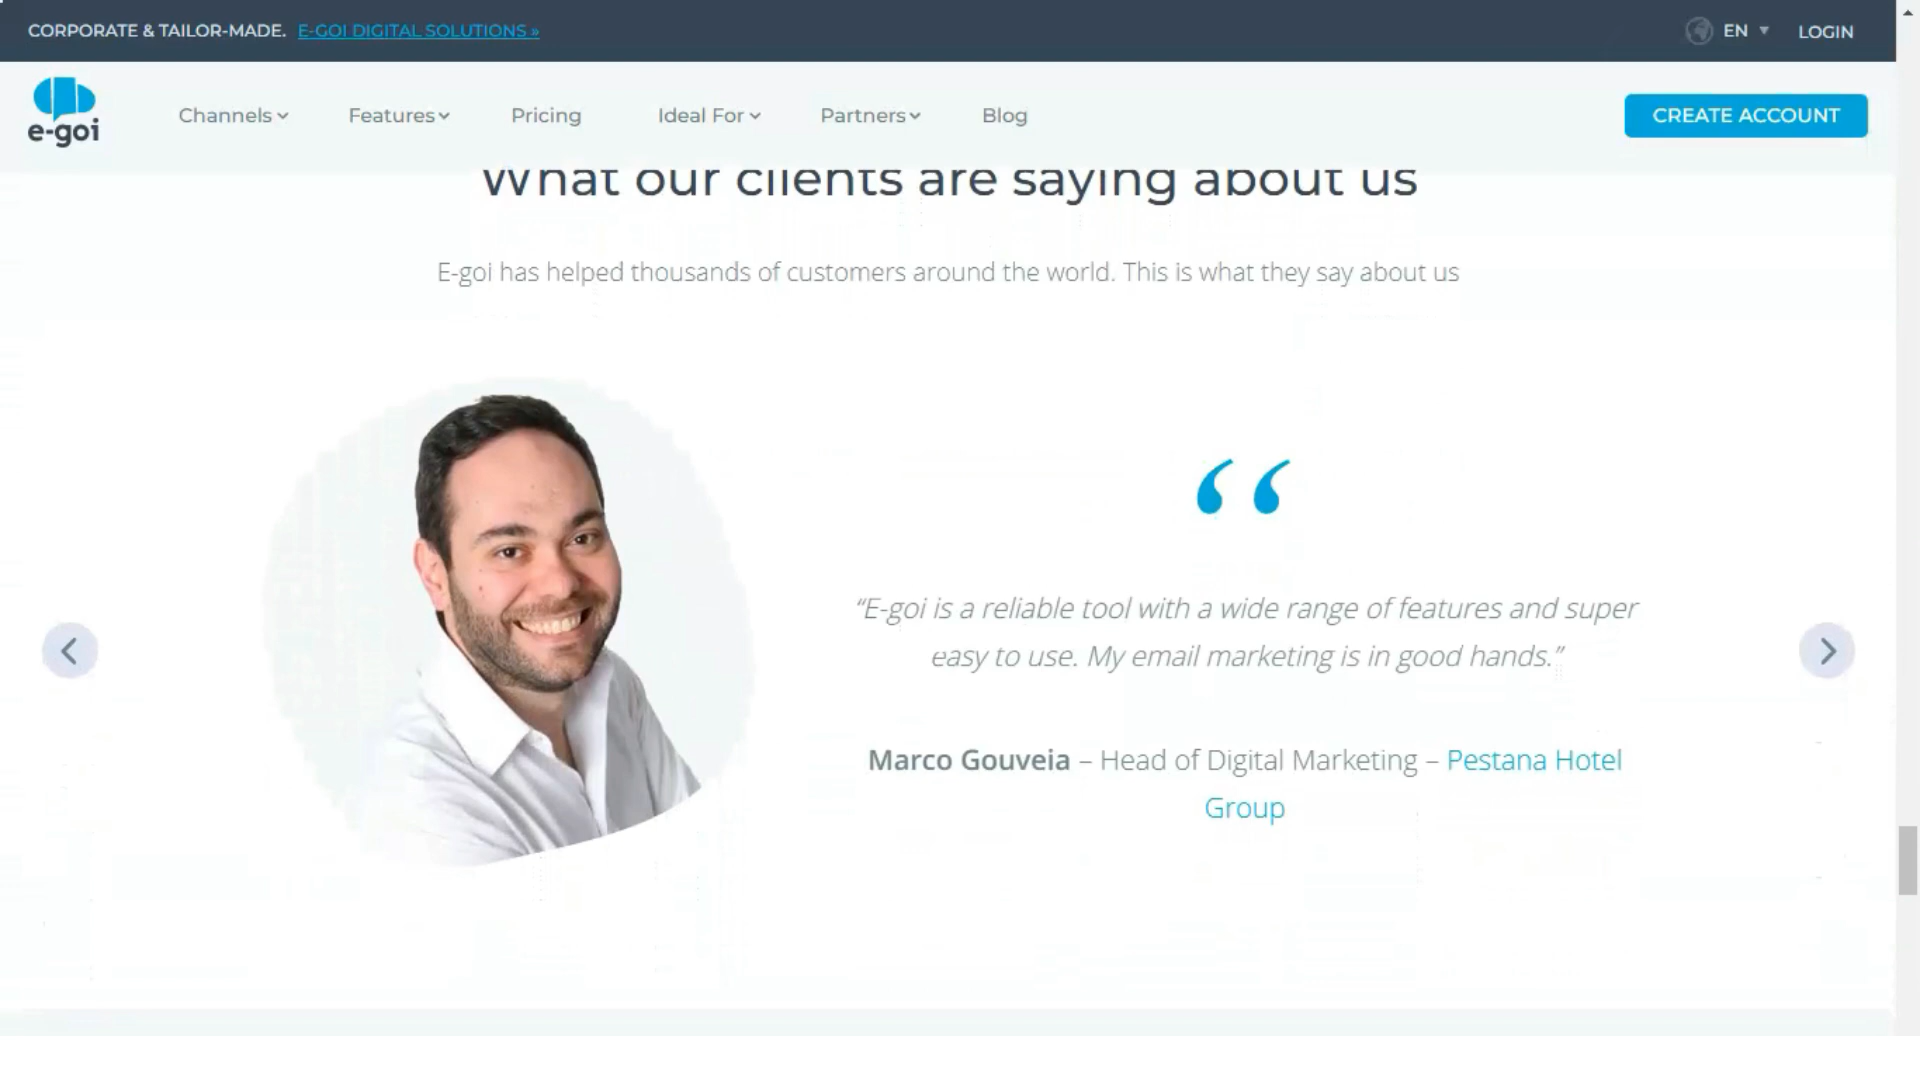 CORPORATE & TAILOR-MADE. E-GOI DIGITAL SOLUTIONS »
EN
LOGIN
e-goi
Channels
Features
Pricing
Ideal For
Partners
Blog
CREATE ACCOUNT
What our clients are saying about us
E-goi has helped thousands of customers around the world. This is what they say about us
“
“E-goi is a reliable tool with a wide range of features and super
easy to use. My email marketing is in good hands.”
Marco Gouveia – Head of Digital Marketing – Pestana Hotel
Group